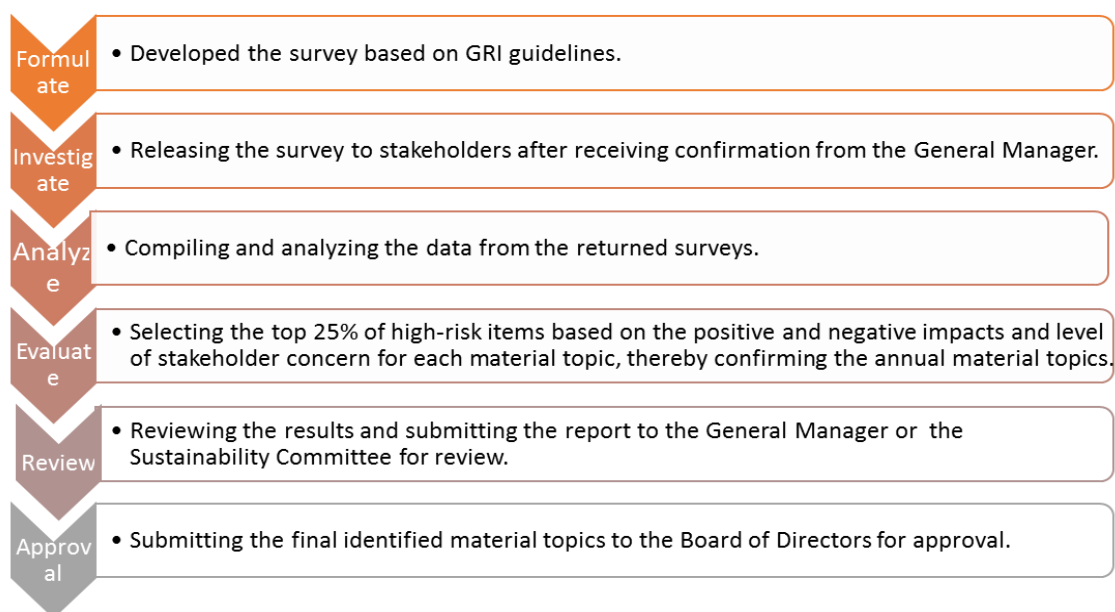 Formul
ate
• Developed the survey based on GRI guidelines.
Investig
ate
• Releasing the survey to stakeholders after receiving confirmation from the General Manager.
Analyz
e
• Compiling and analyzing the data from the returned surveys.
Evaluat
e
• Selecting the top 25% of high-risk items based on the positive and negative impacts and level
of stakeholder concern for each material topic, thereby confirming the annual material topics.
Review
• Reviewing the results and submitting the report to the General Manager or the
Sustainability Committee for review.
Approv
al
• Submitting the final identified material topics to the Board of Directors for approval.